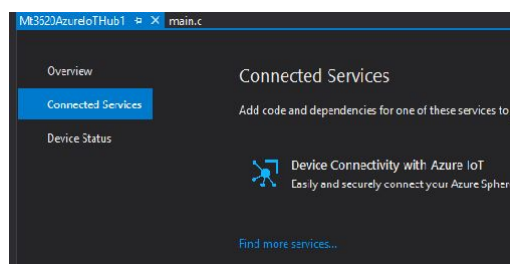 Mt3620AzureIoTHub1 main.c
Overview
Connected Services
Device Status
Connected Services
Add code and dependencies for one of these services to
Device Connectivity with Azure IoT
Easily and securely connect your Azure Spher
Find more services...